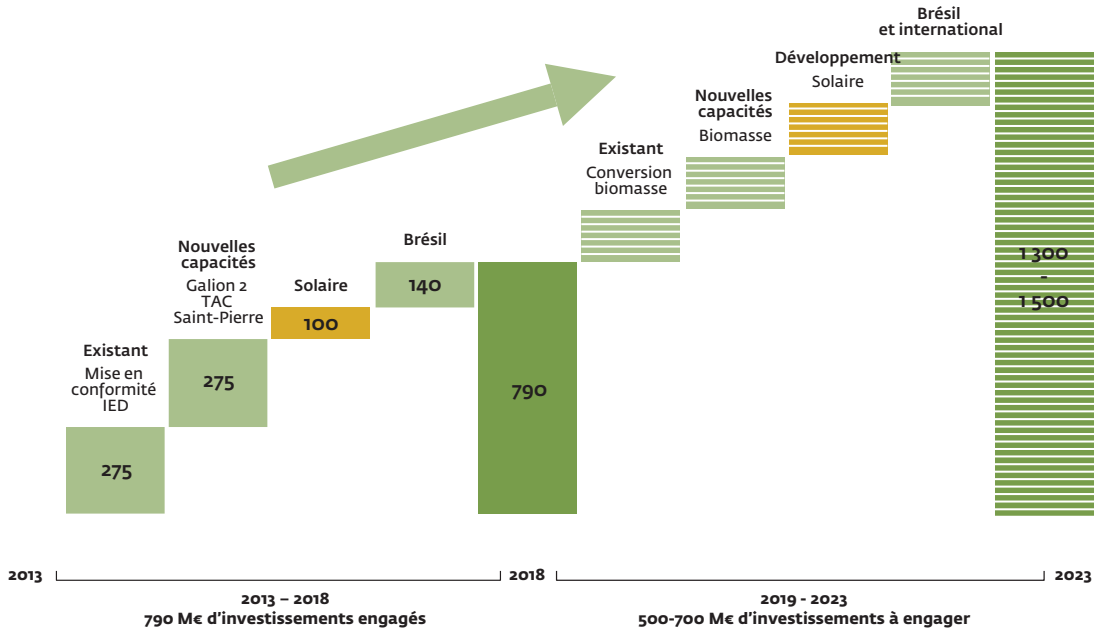 Existant
Mise en
conformité
IED
275
Nouvelles
capacités
Galion 2
TAC
Saint-Pierre
275
Solaire
100
Brésil
140
790
Existant
Conversion
biomasse
Nouvelles
capacités
Biomasse
Développement
Solaire
Brésil
et international
1 300
-
1 500
2013
2018
2023
2013 – 2018
790 M€ d’investissements engagés
2019 - 2023
500-700 M€ d’investissements à engager